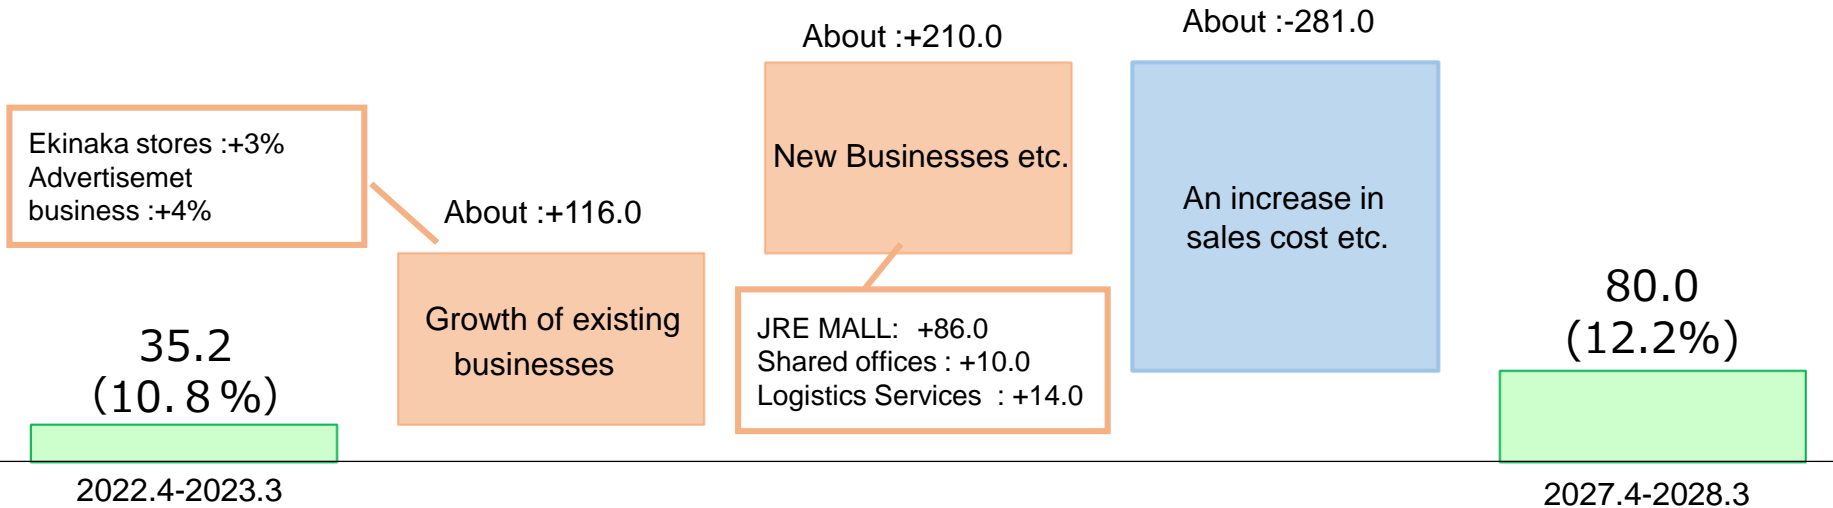 About :+210.0
About :-281.0
Ekinaka stores :+3%
Advertisemet
business :+4%
About :+116.0
New Businesses etc.
An increase in
sales cost etc.
Growth of existing
businesses
JRE MALL: +86.0
Shared offices : +10.0
Logistics Services : +14.0
35.2
(10.8%)
80.0
(12.2%)
2022.4-2023.3
2027.4-2028.3